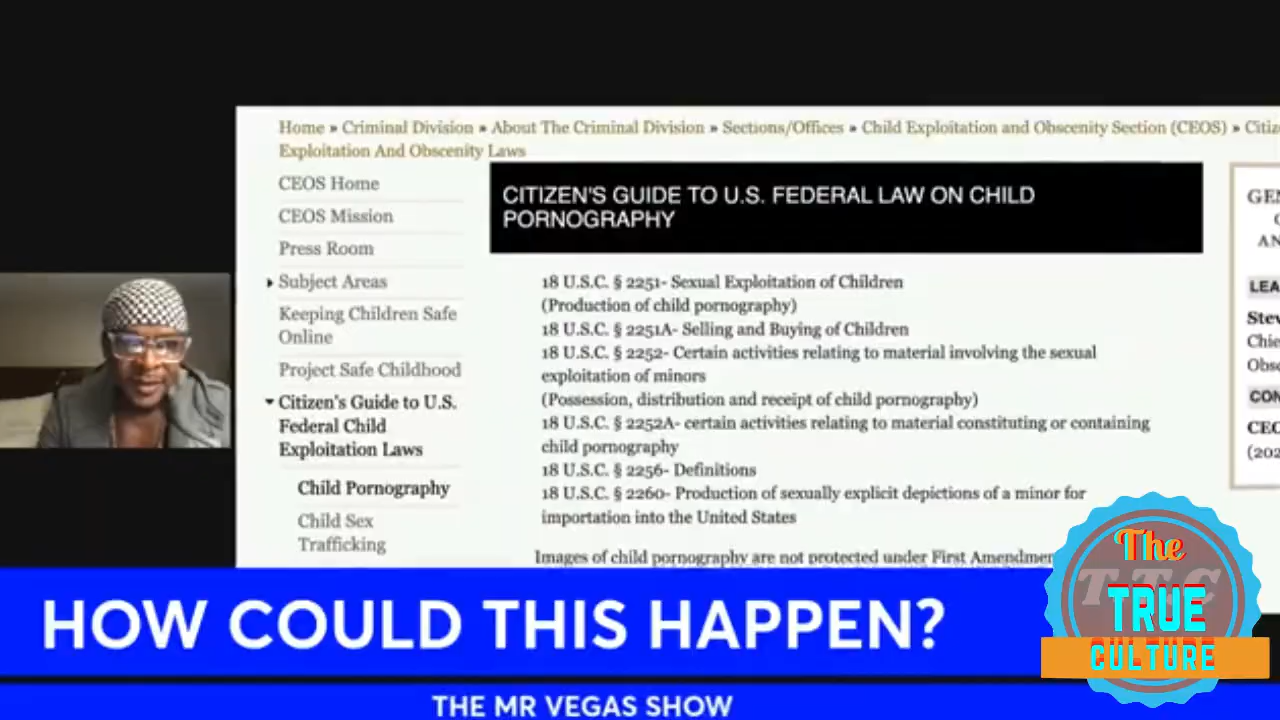 Home » Criminal Division » About The Criminal Division » Sections/Offices » Child Exploitation and Obscenity Section (CEOS) »
Exploitation And Obscenity Laws
CEOS Home
CEOS Mission
Press Room
Subject Areas
Keeping Children Safe
Online
Project Safe Childhood
Citizen's Guide to U.S.
Federal Child
Exploitation Laws
Child Pornography
Child Sex
Trafficking
CITIZEN'S GUIDE TO U.S. FEDERAL LAW ON CHILD
PORNOGRAPHY
18 U.S.C. § 2251- Sexual Exploitation of Children
(Production of child pornography)
18 U.S.C. § 2251A- Selling and Buying of Children
18 U.S.C. § 2252- Certain activities relating to material involving the sexual
exploitation of minors
(Possession, distribution and receipt of child pornography)
18 U.S.C. § 2252A- certain activities relating to material constituting or containing
child pornography
18 U.S.C. § 2256- Definitions
18 U.S.C. § 2260- Production of sexually explicit depictions of a minor for
importation into the United States
Images of child pornography are not protected under First
HOW COULD THIS HAPPEN?
THE MR VEGAS SHOW
The
TTC
TRUE
CULTURE